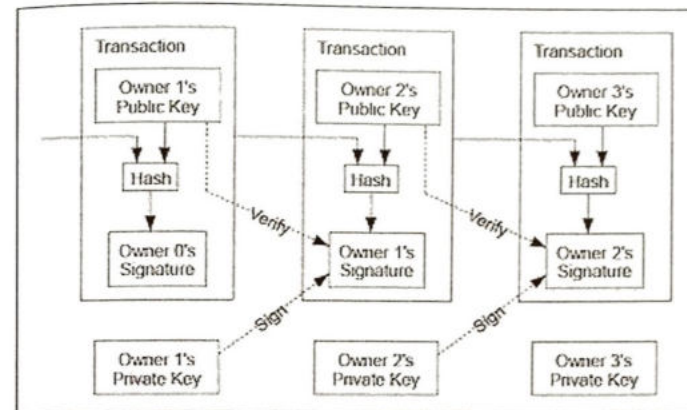 Transaction
Owner 1's
Public Key
Hash
Owner 0's
Signature
Transaction
Owner 2's
Public Key
Hash
Verify
Owner 1's
Signature
Transaction
Owner 3's
Public Key
Hash
Verify
Owner 2's
Signature
Sign
Sign
Owner 1's
Private Key
Owner 2's
Private Key
Owner 3's
Private Key